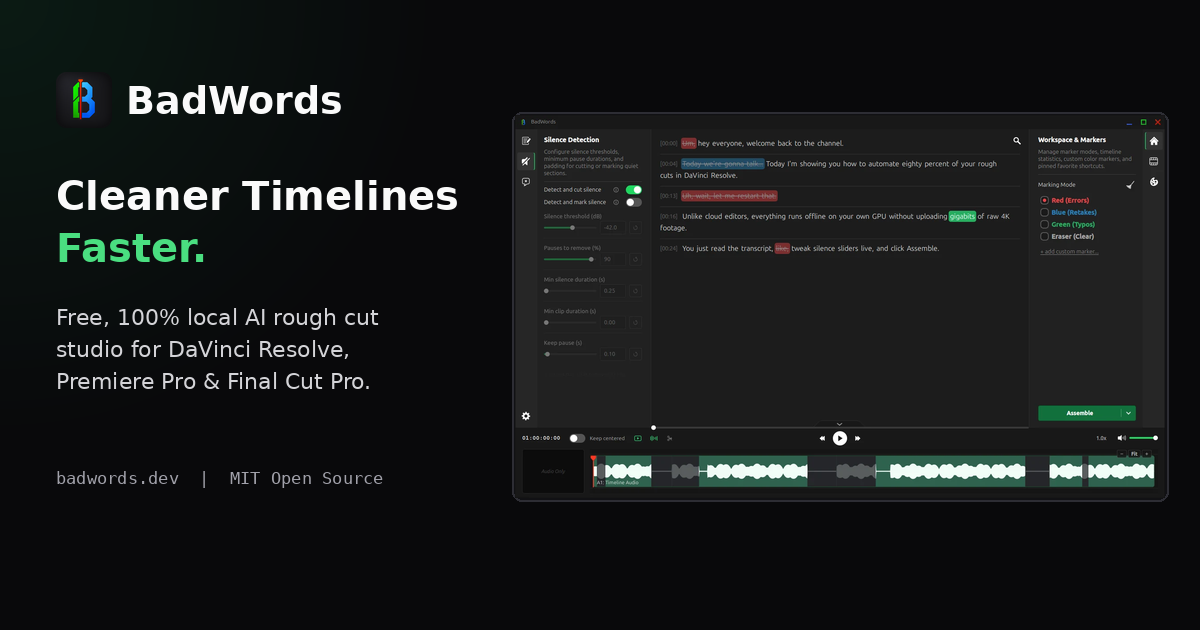 BadWords
Cleaner Timelines
Faster.
Free, 100% local AI rough cut
studio for DaVinci Resolve,
Premiere Pro & Final Cut Pro.
badwords.dev | MIT Open Source
BadWords
Silence Detection
Configure silence thresholds,
minimum pause durations, and
padding for cutting or marking quiet
sections.
Detect and cut silence
Detect and mark silence
Silence threshold (dB)
-42.0
Pauses to remove (%)
90
Min silence duration (s)
0.25
Min clip duration (s)
0.00
Keep pause (s)
0.10
[00:00] hey everyone, welcome back to the channel.
[00:04] Today we're gonna talk... Today I'm showing you how to automate eighty percent of your rough
cuts in DaVinci Resolve.
[00:13] Uh, wait, let me restart that.
[00:16] Unlike cloud editors, everything runs offline on your own GPU without uploading gigabits of raw 4K
footage.
[00:24] You just read the transcript, like, tweak silence sliders live, and click Assemble.
Workspace & Markers
Manage marker modes, timeline
statistics, custom color markers, and
pinned favorite shortcuts.
Marking Mode
Red (Errors)
Blue (Retakes)
Green (Typos)
Eraser (Clear)
+ add custom marker...
Assemble
01:00:00:00
Keep centered
1.0x
Fit
Audio Only
A1: Timeline Audio